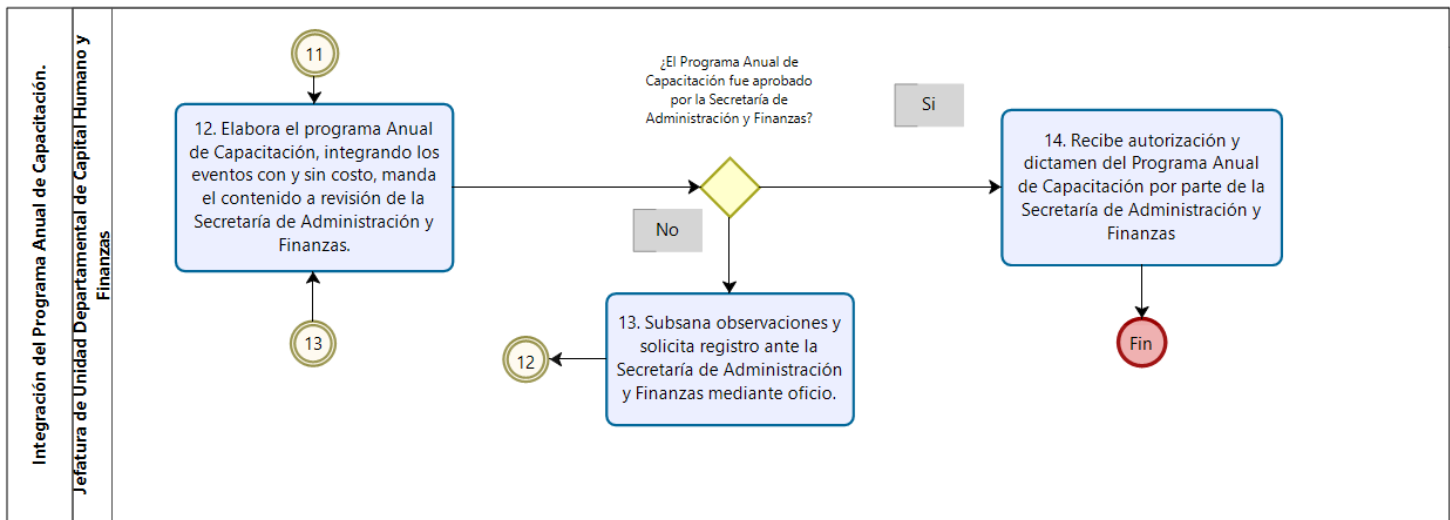 Integración del Programa Anual de Capacitación.
Jefatura de Unidad Departamental de Capital Humano y
Finanzas
11
12. Elabora el programa Anual
de Capacitación, integrando los
eventos con y sin costo, manda
el contenido a revisión de la
Secretaría de Administración y
Finanzas.
13
¿El Programa Anual de
Capacitación fue aprobado
por la Secretaría de
Administración y Finanzas?
Si
No
14. Recibe autorización y
dictamen del Programa Anual
de Capacitación por parte de la
Secretaría de Administración y
Finanzas
13. Subsana observaciones y
solicita registro ante la
Secretaría de Administración
y Finanzas mediante oficio.
12
Fin